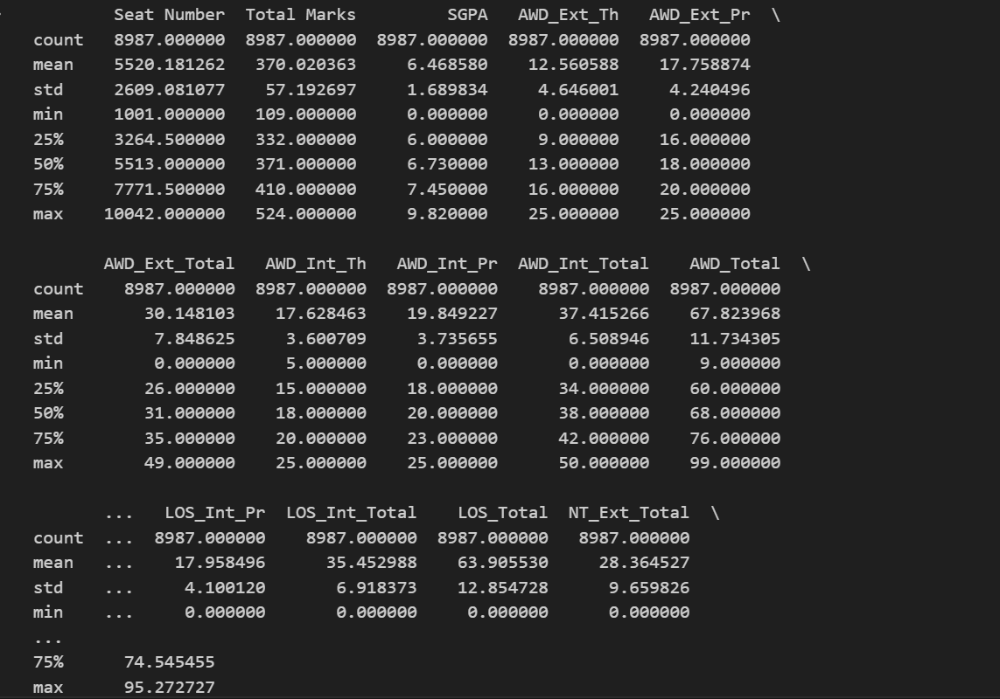 Seat Number Total Marks SGPA AWD_Ext_Th AWD_Ext_Pr \
count 8987.000000 8987.000000 8987.000000 8987.000000 8987.000000
mean 5520.181262 370.020363 6.468580 12.560588 17.758874
std 2609.081077 57.192697 1.689834 4.646001 4.240496
min 1001.000000 109.000000 0.000000 0.000000 0.000000
25% 3264.500000 332.000000 6.000000 9.000000 16.000000
50% 5513.000000 371.000000 6.730000 13.000000 18.000000
75% 7771.500000 410.000000 7.450000 16.000000 20.000000
max 10042.000000 524.000000 9.820000 25.000000 25.000000
AWD_Ext_Total AWD_Int_Th AWD_Int_Pr AWD_Int_Total AWD_Total \
count 8987.000000 8987.000000 8987.000000 8987.000000 8987.000000
mean 30.148103 17.628463 19.849227 37.415266 67.823968
std 7.848625 3.600709 3.735655 6.508946 11.734305
min 0.000000 5.000000 0.000000 0.000000 9.000000
25% 26.000000 15.000000 18.000000 34.000000 60.000000
50% 31.000000 18.000000 20.000000 38.000000 68.000000
75% 35.000000 20.000000 23.000000 42.000000 76.000000
max 49.000000 25.000000 25.000000 50.000000 99.000000
... LOS_Int_Pr LOS_Int_Total LOS_Total NT_Ext_Total \
count ... 8987.000000 8987.000000 8987.000000 8987.000000
mean ... 17.958496 35.452988 63.905530 28.364527
std ... 4.100120 6.918373 12.854728 9.659826
min ... 0.000000 0.000000 0.000000 0.000000
...
75% 74.545455
max 95.272727